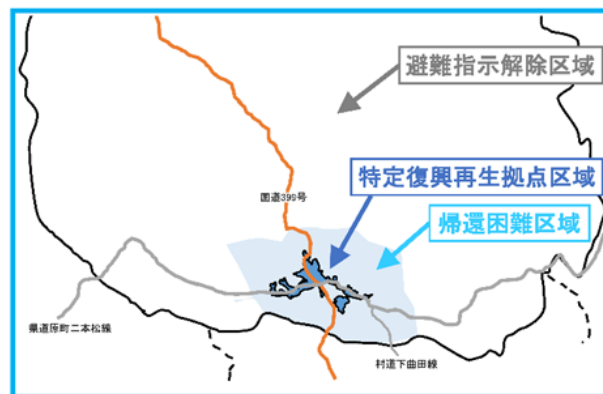 避難指示解除区域
特定復興再生拠点区域
国道399号
帰還困難区域
県道原町二本松線
村道下曲田線